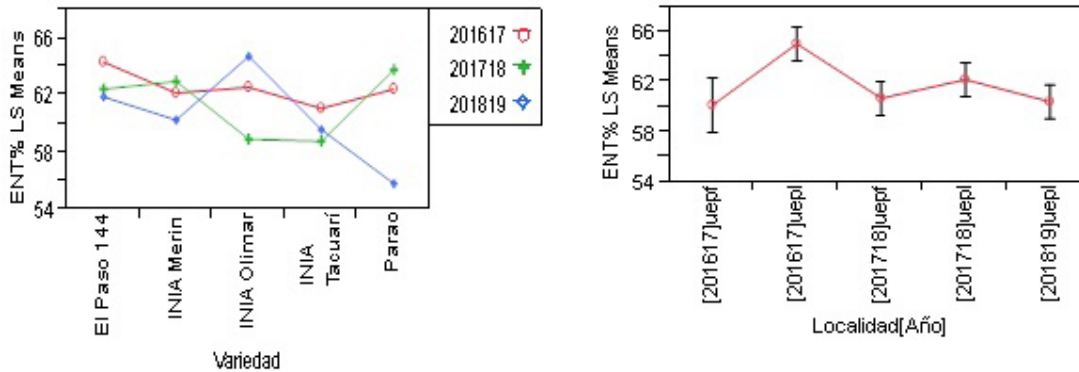 ENT% LS Means
66
62
58
54
El Paso 144
INIA Merin
INIA Olimar
INIA
Tacuarí
Parao
Variedad
201617
201718
201819
ENT% LS Means
66
62
58
54
[201617]uepf
[201617]uepl
[201718]uepf
[201718]uepl
[201819]uepl
Localidad[Año]